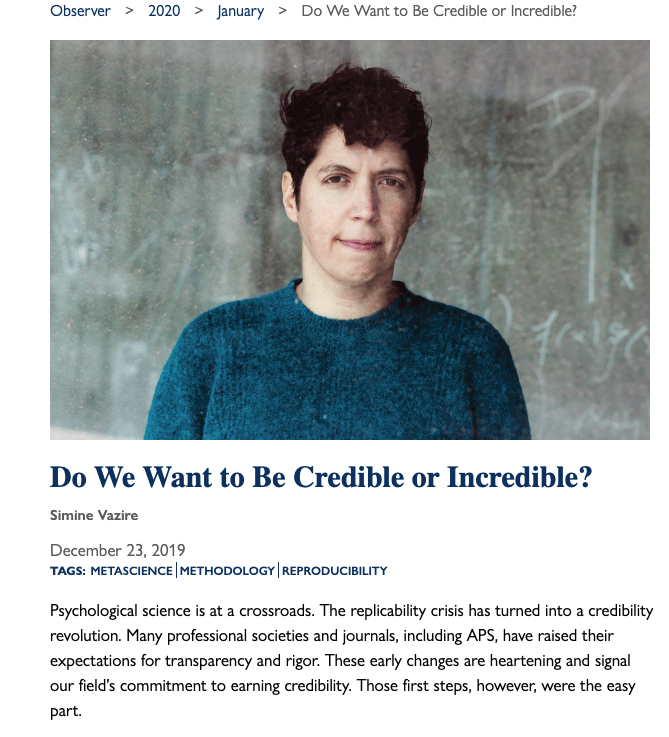 Observer > 2020 > January > Do We Want to Be Credible or Incredible?
Do We Want to Be Credible or Incredible?
Simine Vazire
December 23, 2019
TAGS: METASCIENCE | METHODOLOGY | REPRODUCIBILITY
Psychological science is at a crossroads. The replicability crisis has turned into a credibility
revolution. Many professional societies and journals, including APS, have raised their
expectations for transparency and rigor. These early changes are heartening and signal
our field’s commitment to earning credibility. Those first steps, however, were the easy
part.